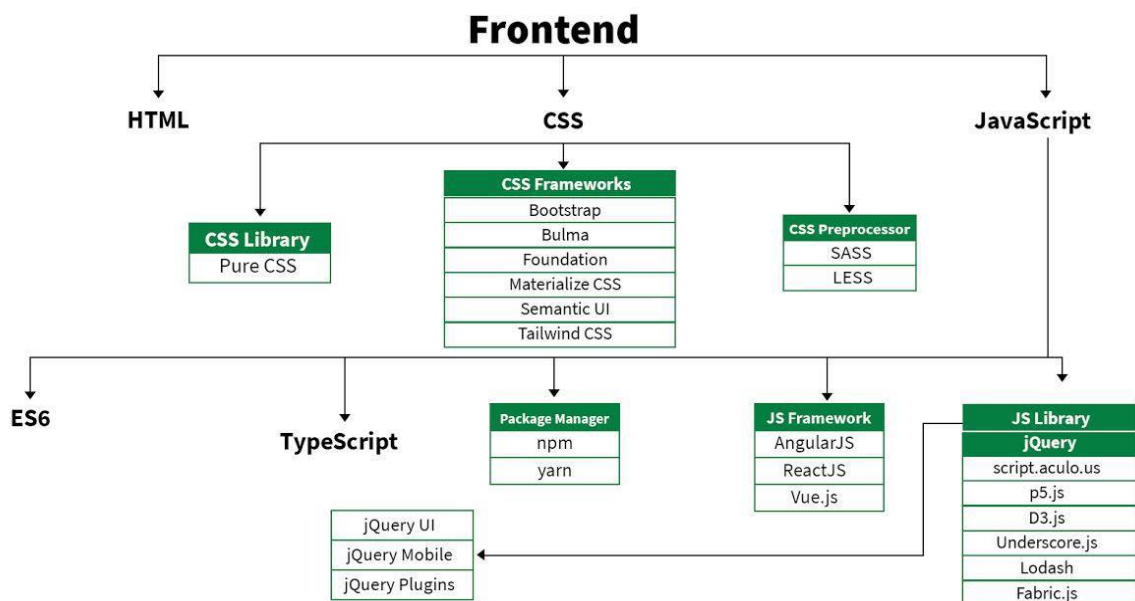 Frontend
HTML
CSS
JavaScript
CSS Library
Pure CSS
CSS Frameworks
Bootstrap
Bulma
Foundation
Materialize CSS
Semantic UI
Tailwind CSS
CSS Preprocessor
SASS
LESS
ES6
TypeScript
Package Manager
npm
yarn
JS Framework
AngularJS
ReactJS
Vue.js
JS Library
jQuery
script.aculo.us
p5.js
D3.js
Underscore.js
Lodash
Fabric.js
jQuery UI
jQuery Mobile
jQuery Plugins